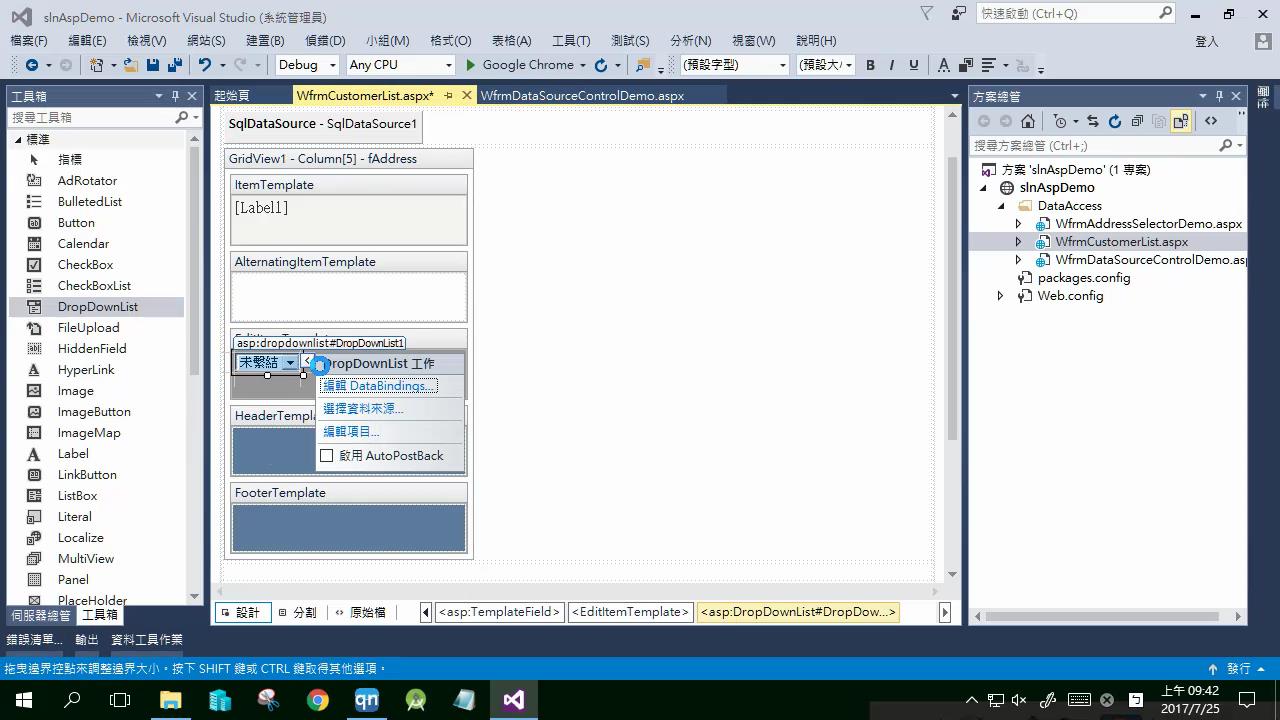 slnAspDemo - Microsoft Visual Studio (系統管理員)
快速啟動 (Ctrl+Q)
檔案(F) 編輯(E) 檢視(V) 網站(S) 建置(B) 偵錯(D) 小組(M) 格式(O) 表格(A) 工具(T) 測試(S) 分析(N) 視窗(W) 說明(H)
登入
Debug Any CPU Google Chrome (預設字型) (預設大 B I U A
工具箱
搜尋工具箱
標準
指標
AdRotator
BulletedList
Button
Calendar
CheckBox
CheckBoxList
DropDownList
FileUpload
HiddenField
HyperLink
Image
ImageButton
ImageMap
Label
LinkButton
ListBox
Literal
Localize
MultiView
Panel
PlaceHolder
伺服器總管 工具箱
起始頁 WfrmCustomerList.aspx* WfrmDataSourceControlDemo.aspx
SqlDataSource - SqlDataSource1
GridView1 - Column[5] - fAddress
ItemTemplate
[Label1]
AlternatingItemTemplate
EditItemTemplate
asp:dropdownlist#DropDownList1
未繫結
DropDownList 工作
編輯 DataBindings...
選擇資料來源...
編輯項目...
啟用 AutoPostBack
HeaderTempla
FooterTemplate
設計 分割 原始檔 <asp:TemplateField> <EditItemTemplate> <asp:DropDownList#DropDow...>
方案總管
搜尋方案總管 (Ctrl+;)
方案 'slnAspDemo' (1 專案)
slnAspDemo
DataAccess
WfrmAddressSelectorDemo.aspx
WfrmCustomerList.aspx
WfrmDataSourceControlDemo.asp
packages.config
Web.config
錯誤清單... 輸出 資料工具作業
拖曳邊界控點來調整邊界大小。按下 SHIFT 鍵或 CTRL 鍵取得其他選項。
發行
qn
上午 09:42
2017/7/25